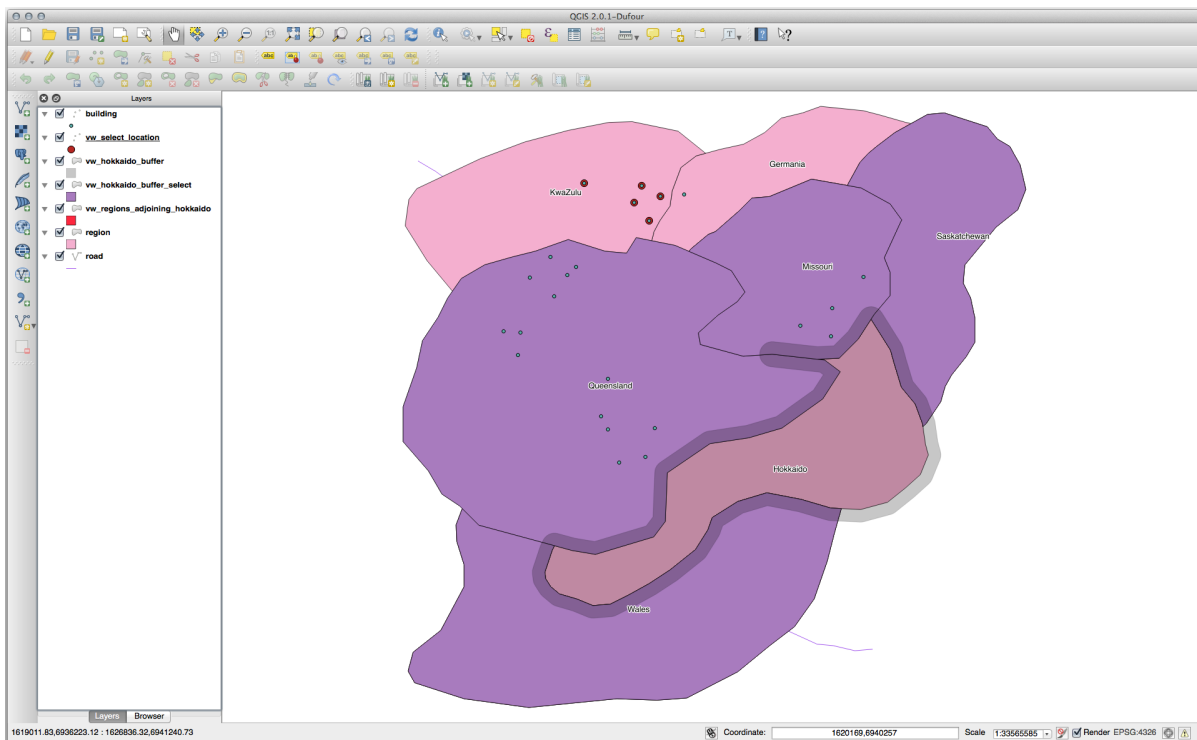 QGIS 2.0.1-Dufour
Layers
building
vw_select_location
vw_hokkaido_buffer
vw_hokkaido_buffer_select
vw_regions_adjoining_hokkaido
region
road
Germania
KwaZulu
Saskatchewan
Missouri
Queensland
Hokkaido
Wales
Layers Browser
1619011.83,6936223.12 : 1626836.32,6941240.73 Coordinate: 1620169,6940257 Scale 1:33565585 Render EPSG:4326